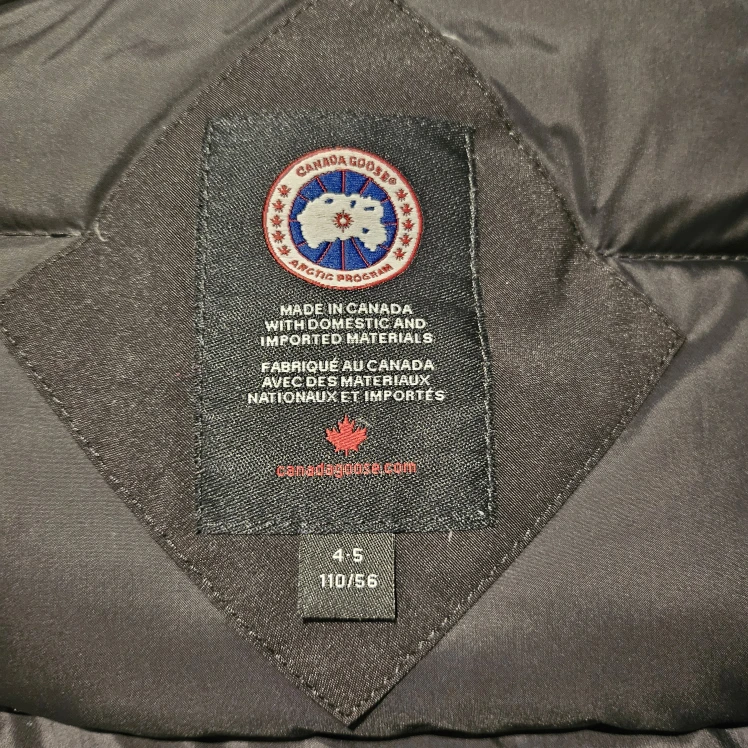 CANADA GOOSE®
ARCTIC PROGRAM
MADE IN CANADA
WITH DOMESTIC AND
IMPORTED MATERIALS
FABRIQUÉ AU CANADA
AVEC DES MATERIAUX
NATIONAUX ET IMPORTÉS
canadagoose.com
4-5
110/56